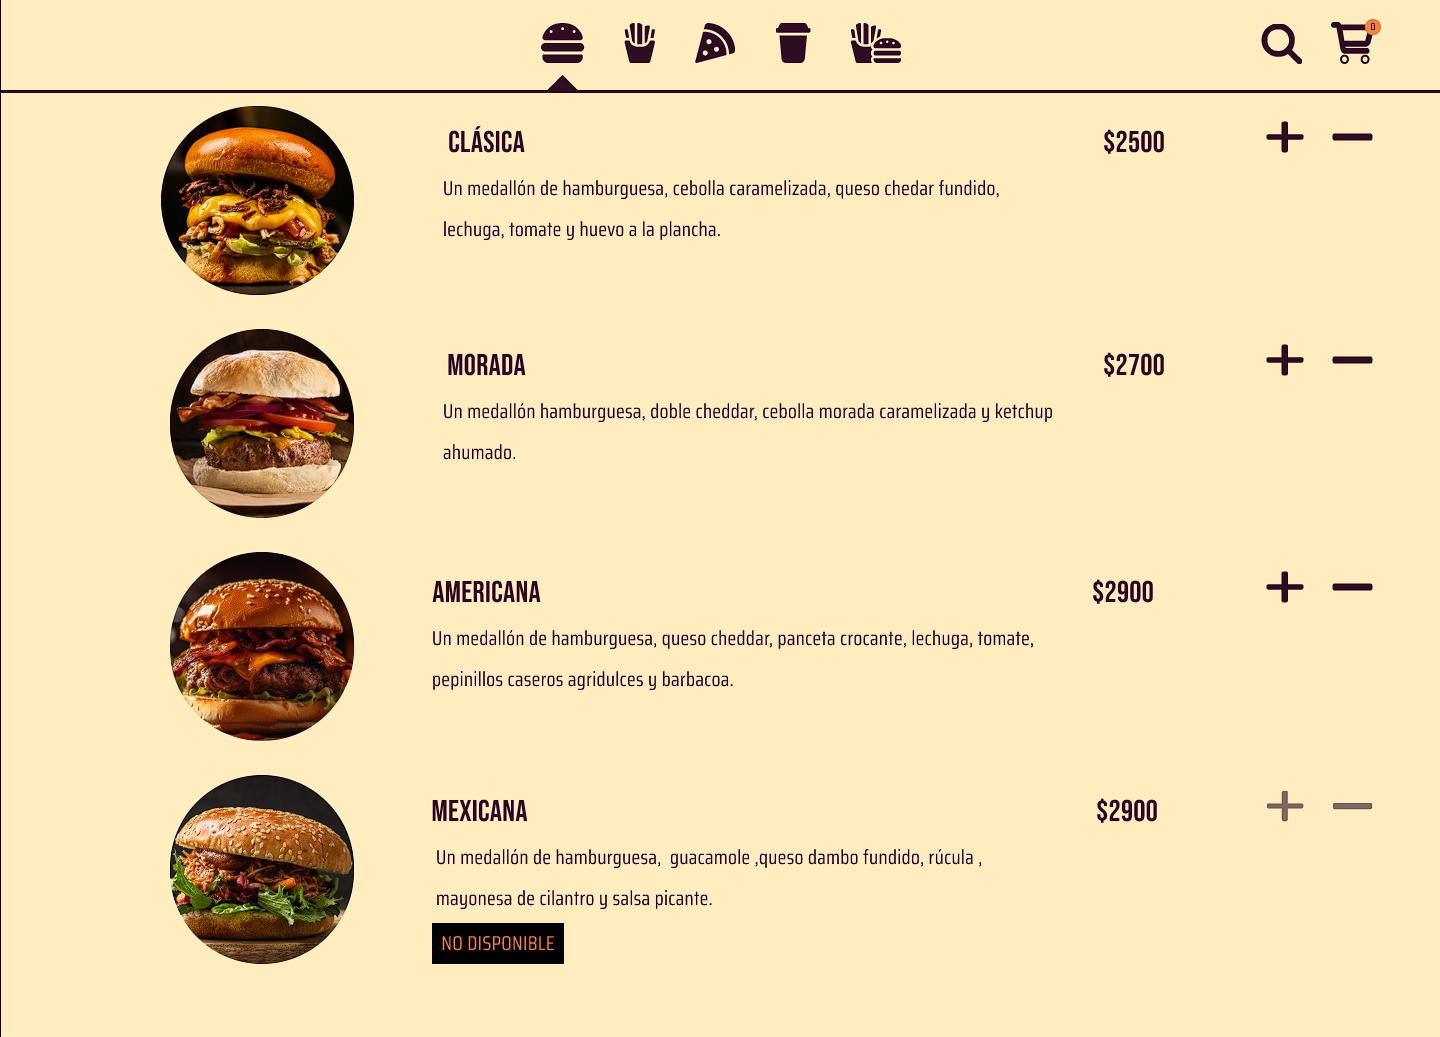 0
CLÁSICA $2500
Un medallón de hamburguesa, cebolla caramelizada, queso chedar fundido,
lechuga, tomate y huevo a la plancha.
MORADA $2700
Un medallón hamburguesa, doble cheddar, cebolla morada caramelizada y ketchup
ahumado.
AMERICANA $2900
Un medallón de hamburguesa, queso cheddar, panceta crocante, lechuga, tomate,
pepinillos caseros agridulces y barbacoa.
MEXICANA $2900
Un medallón de hamburguesa,  guacamole ,queso dambo fundido, rúcula ,
mayonesa de cilantro y salsa picante.
NO DISPONIBLE